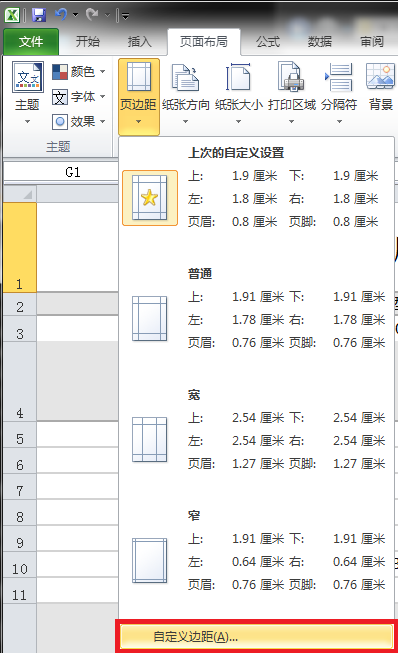 文件 开始 插入 页面布局 公式 数据 审阅
主题 颜色 字体 效果 页边距 纸张方向 纸张大小 打印区域 分隔符 背景
主题
G1
上次的自定义设置
上: 1.9 厘米 下: 1.9 厘米
左: 1.8 厘米 右: 1.8 厘米
页眉: 0.8 厘米 页脚: 0.8 厘米
普通
上: 1.91 厘米 下: 1.91 厘米
左: 1.78 厘米 右: 1.78 厘米
页眉: 0.76 厘米 页脚: 0.76 厘米
宽
上: 2.54 厘米 下: 2.54 厘米
左: 2.54 厘米 右: 2.54 厘米
页眉: 1.27 厘米 页脚: 1.27 厘米
窄
上: 1.91 厘米 下: 1.91 厘米
左: 0.64 厘米 右: 0.64 厘米
页眉: 0.76 厘米 页脚: 0.76 厘米
自定义边距(A)...
1
2
3
4
5
6
7
8
9
10
11